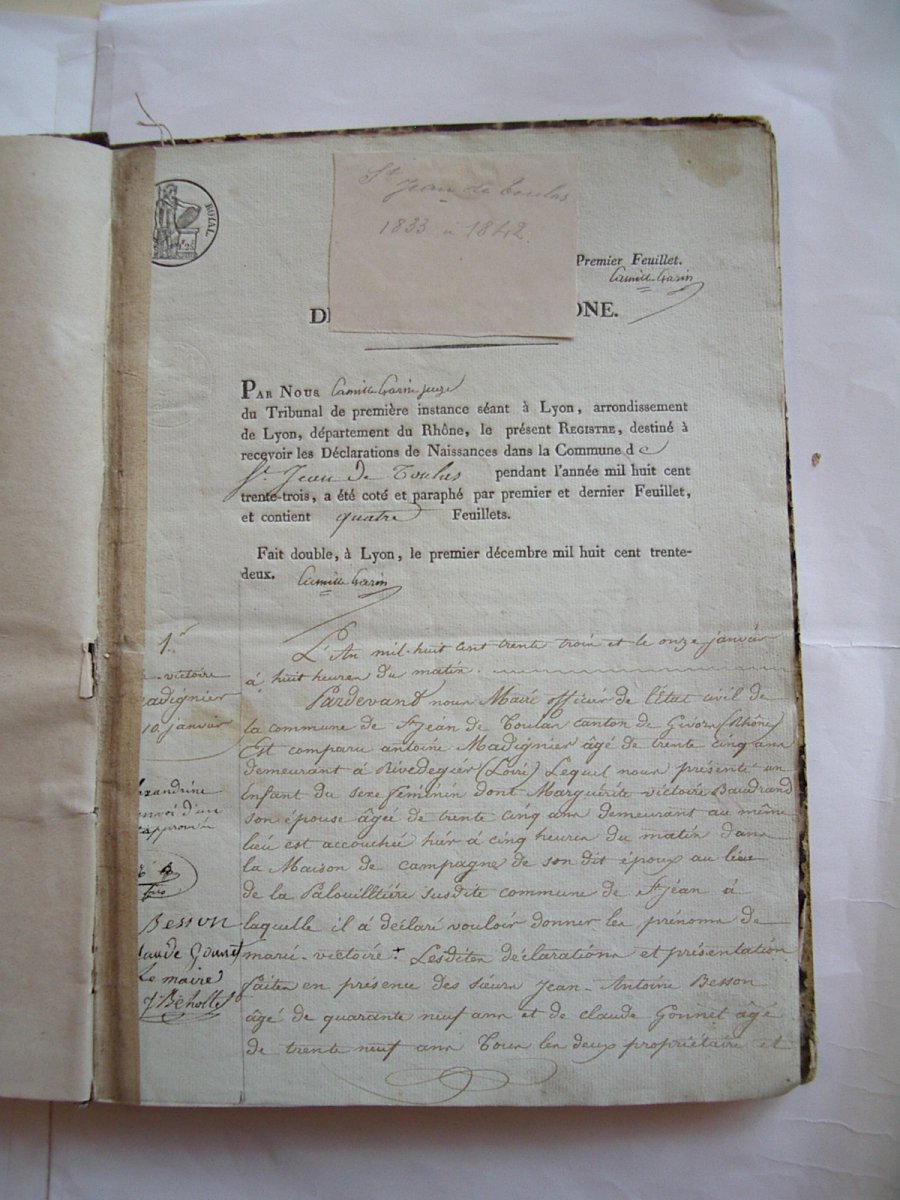 ROYAL
St Jean de Toulas
1833 a 1842.
Premier Feuillet.
Camille Garin
D
ONE.
PAR NOUS Camille Garin juge
du Tribunal de première instance séant à Lyon, arrondissement
de Lyon, département du Rhône, le présent REGISTRE, destiné à
recevoir les Déclarations de Naissances dans la Commune de
St Jean de Toulas pendant l'année mil huit cent
trente-trois, a été coté et paraphé par premier et dernier Feuillet,
et contient quatre Feuillets.
Fait double, à Lyon, le premier décembre mil huit cent trente-
deux. Camille Garin
1er
victoire
adignier
10. janvier
exandrine
renvoi d'un
approuvé
Besson
laude Gonnet
Le maire
L'An mil-huit cent trente trois et le onze janvier
á huit heures du matin.
Pardevant nous Maire officier de l'Etat civil de
la commune de St Jean de Toulas canton de Givors (Rhône)
Est comparu antoine Madignier âgé de trente cinq ans
demeurant á Rivedegier (Loire) Lequel nous présente un
Enfant du sexe féminin dont Marguerite victoire Baudrand
son épouse âgée de trente cinq ans demeurant au même
lieu est accouchée hier á cinq heures du matin dans
la Maison de campagne de son dit époux au lieu
de la Palouilltiére susdite commune de St jean á
laquelle il á déclaré vouloir donner les prénoms de
marie-victoire + Lesdites déclarations et présentation
faites en présence des sieurs Jean-Antoine Besson
âgé de quarante neuf ans et de claude Gonnet âgé
de trente neuf ans Tous les deux propriétaire et